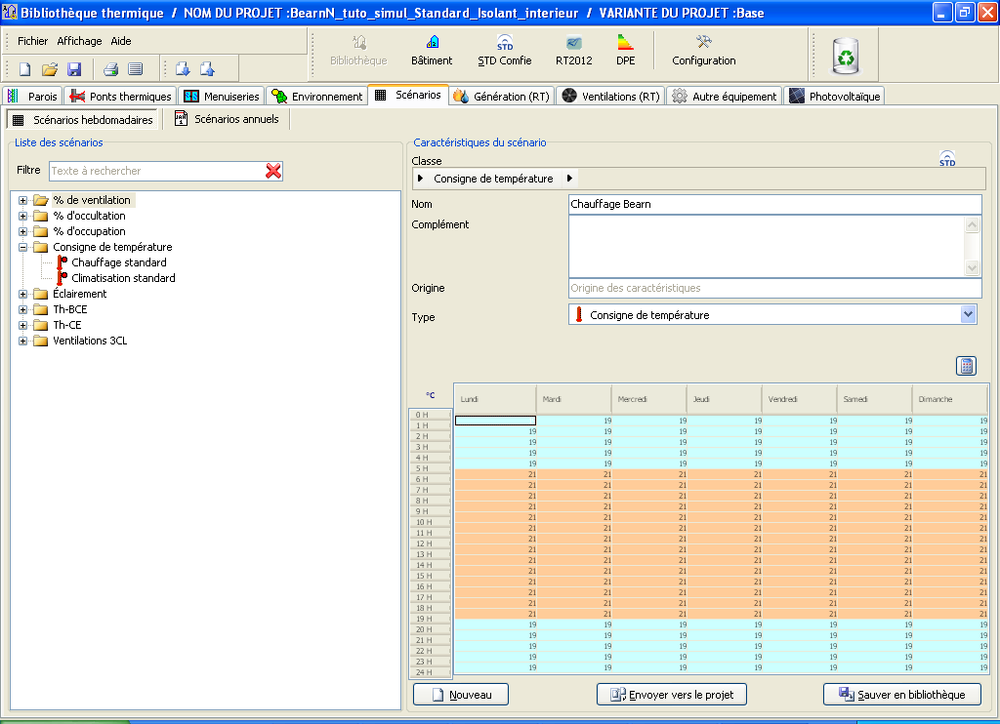 Bibliothèque thermique / NOM DU PROJET :BearnN_tuto_simul_Standard_Isolant_interieur / VARIANTE DU PROJET :Base
Fichier Affichage Aide
Bibliothèque Bâtiment STD STD Comfie RT2012 DPE Configuration
Parois Ponts thermiques Menuiseries Environnement Scénarios Génération (RT) Ventilations (RT) Autre équipement Photovoltaïque
Scénarios hebdomadaires Scénarios annuels
Liste des scénarios
Filtre Texte à rechercher
% de ventilation
% d'occultation
% d'occupation
Consigne de température
Chauffage standard
Climatisation standard
Éclairement
Th-BCE
Th-CE
Ventilations 3CL
Caractéristiques du scénario
Classe STD
Consigne de température
Nom Chauffage Bearn
Complément
Origine Origine des caractéristiques
Type Consigne de température
°C Lundi Mardi Mercredi Jeudi Vendredi Samedi Dimanche
0 H
19 19 19 19 19 19
1 H
19 19 19 19 19 19 19
2 H
19 19 19 19 19 19 19
3 H
19 19 19 19 19 19 19
4 H
19 19 19 19 19 19 19
5 H
21 21 21 21 21 21 21
6 H
21 21 21 21 21 21 21
7 H
21 21 21 21 21 21 21
8 H
21 21 21 21 21 21 21
9 H
21 21 21 21 21 21 21
10 H
21 21 21 21 21 21 21
11 H
21 21 21 21 21 21 21
12 H
21 21 21 21 21 21 21
13 H
21 21 21 21 21 21 21
14 H
21 21 21 21 21 21 21
15 H
21 21 21 21 21 21 21
16 H
21 21 21 21 21 21 21
17 H
21 21 21 21 21 21 21
18 H
21 21 21 21 21 21 21
19 H
19 19 19 19 19 19 19
20 H
19 19 19 19 19 19 19
21 H
19 19 19 19 19 19 19
22 H
19 19 19 19 19 19 19
23 H
19 19 19 19 19 19 19
24 H
Nouveau Envoyer vers le projet Sauver en bibliothèque